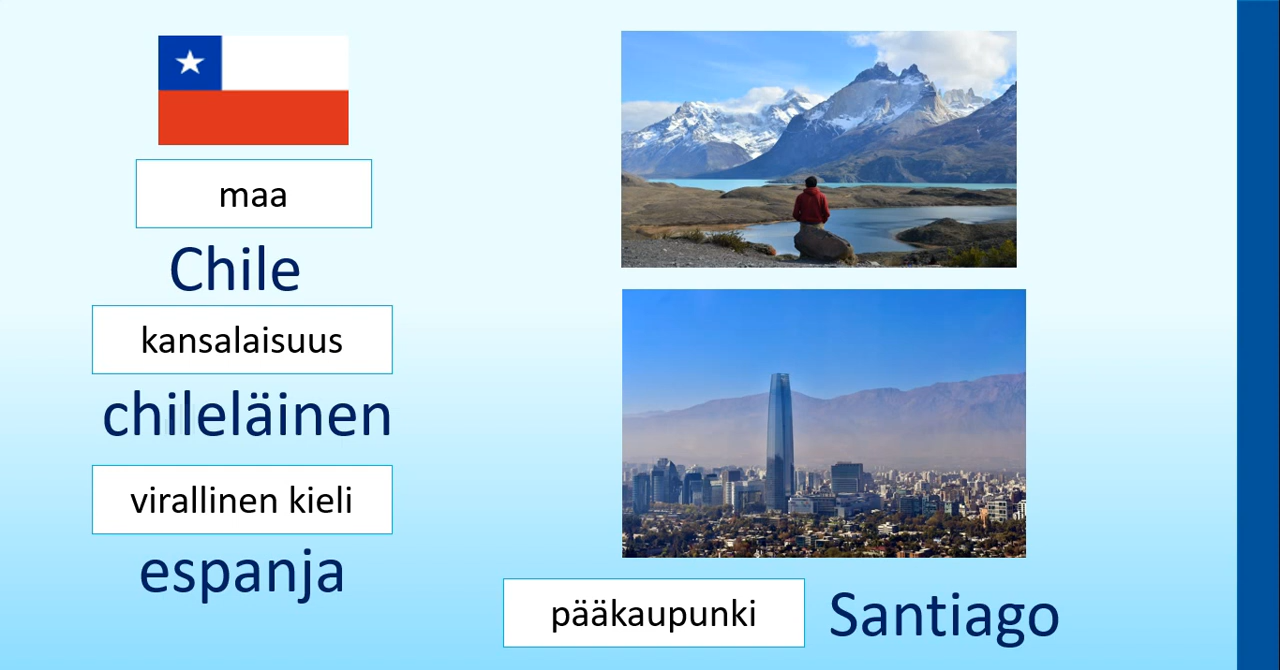 maa
Chile
kansalaisuus
chileläinen
virallinen kieli
espanja
pääkaupunki
Santiago